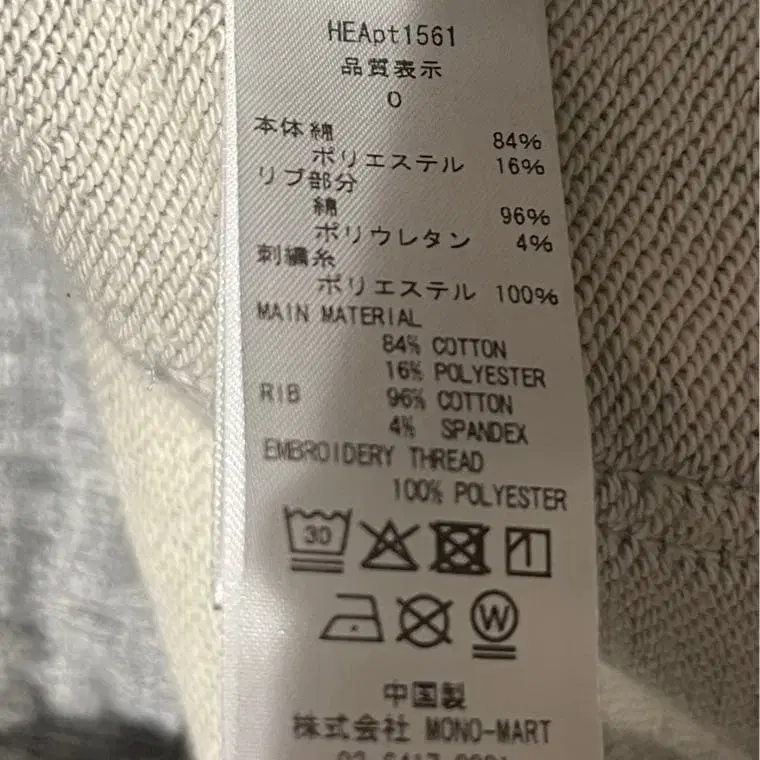 HEApt1561
品質表示
0
本体綿 84%
ポリエステル 16%
リブ部分
綿 96%
ポリウレタン 4%
刺繍糸
ポリエステル 100%
MAIN MATERIAL
84% COTTON
16% POLYESTER
RIB 96% COTTON
4% SPANDEX
EMBROIDERY THREAD
100% POLYESTER
30
W
中国製
株式会社 MONO-MART